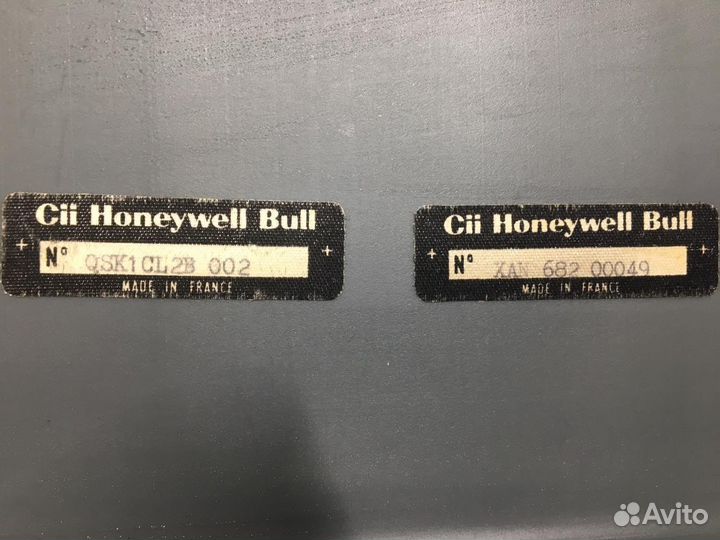 Cii Honeywell Bull
N° QSK1CL2B 002
MADE IN FRANCE
Cii Honeywell Bull
N° XAN 682 00049
MADE IN FRANCE
Avito